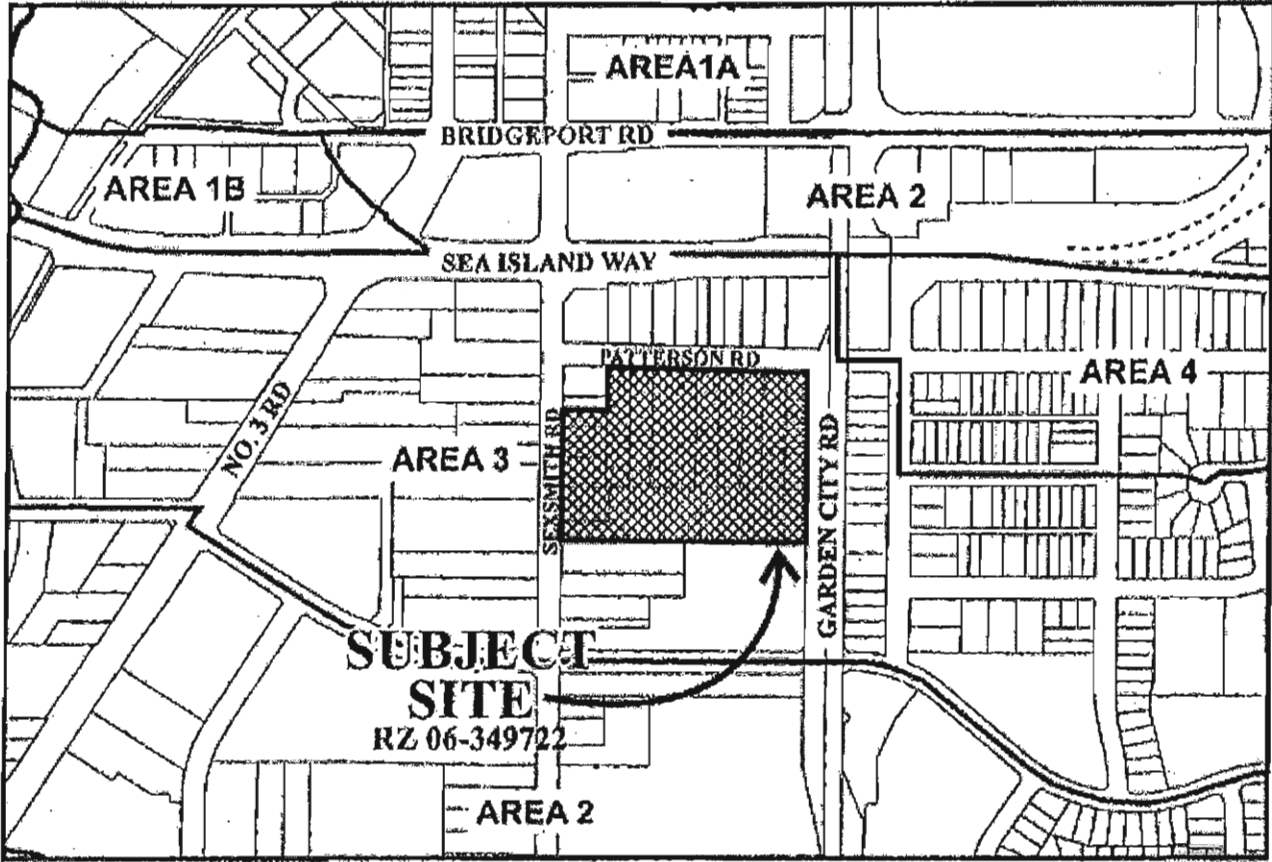 AREA1A
BRIDGEPORT RD
AREA 1B
AREA 2
SEA ISLAND WAY
PATTERSON RD
AREA 4
NO. 3 RD
AREA 3
SEXSMITH RD
GARDEN CITY RD
SUBJECT
SITE
RZ 06-349722
AREA 2